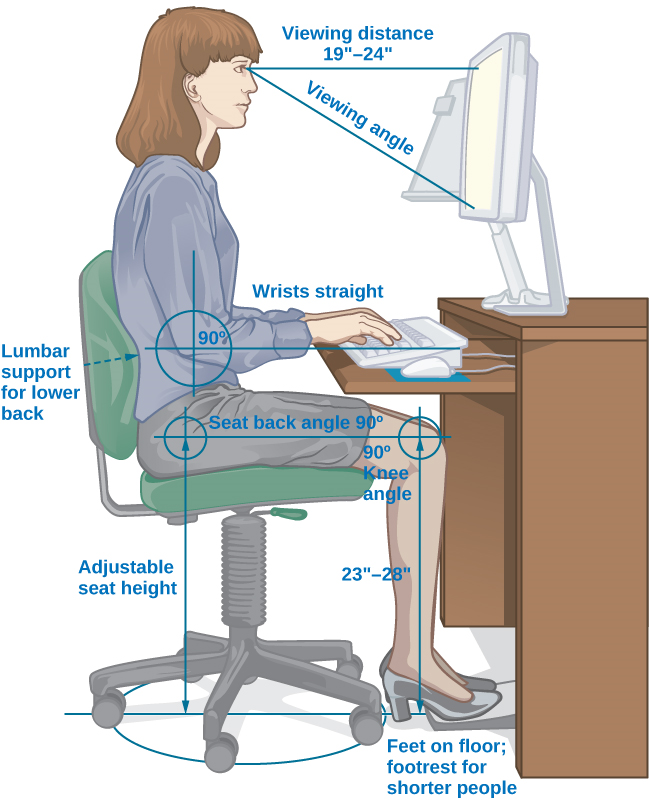 Viewing distance
19"–24"
Viewing angle
Wrists straight
90º
Lumbar
support
for lower
back
Seat back angle 90º
90º
Knee
angle
Adjustable
seat height
23"–28"
Feet on floor;
footrest for
shorter people